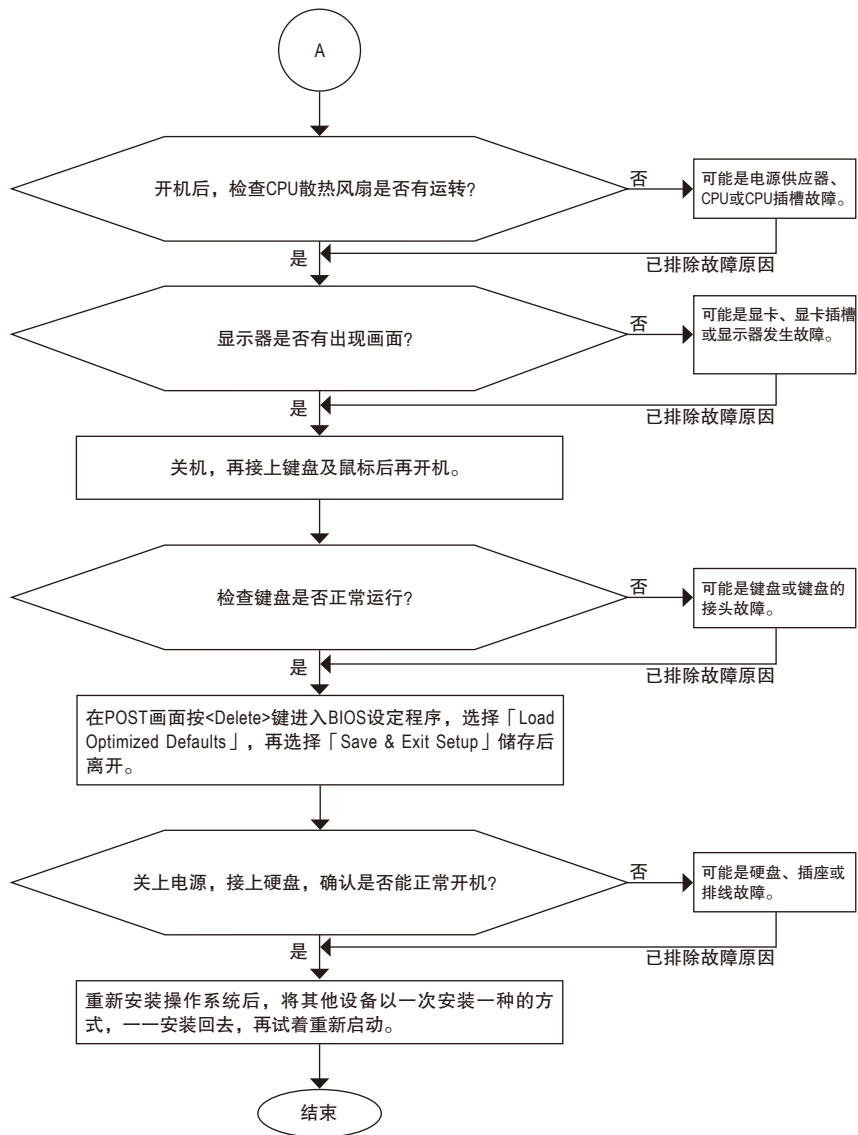 A
开机后，检查CPU散热风扇是否有运转?
否
可能是电源供应器、
CPU或CPU插槽故障。
是
已排除故障原因
显示器是否有出现画面?
否
可能是显卡、显卡插槽
或显示器发生故障。
是
已排除故障原因
关机，再接上键盘及鼠标后再开机。
检查键盘是否正常运行?
否
可能是键盘或键盘的
接头故障。
是
已排除故障原因
在POST画面按<Delete>键进入BIOS设定程序，选择「Load
Optimized Defaults」，再选择「Save & Exit Setup」储存后
离开。
关上电源，接上硬盘，确认是否能正常开机?
否
可能是硬盘、插座或
排线故障。
是
已排除故障原因
重新安装操作系统后，将其他设备以一次安装一种的方
式，一一安装回去，再试着重新启动。
结束